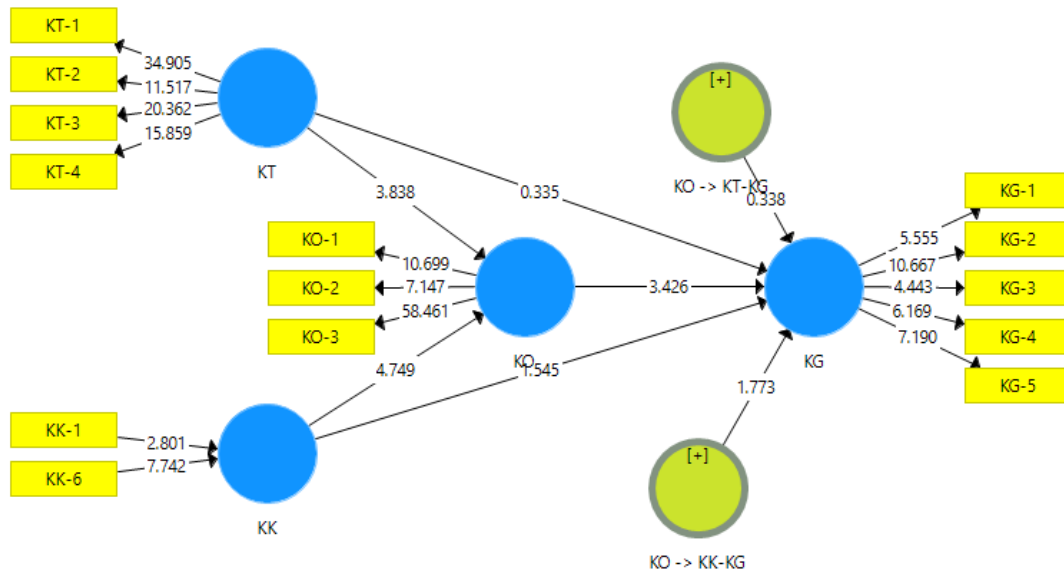 KT-1
KT-2
KT-3
KT-4
34.905
11.517
20.362
15.859
KT
[+]
KO -> KT-KG
0.338
3.838
0.335
KO-1
KO-2
KO-3
10.699
7.147
58.461
KO
3.426
KG
KG-1
KG-2
KG-3
KG-4
KG-5
5.555
10.667
4.443
6.169
7.190
4.749
1.545
1.773
KK-1
KK-6
2.801
7.742
KK
[+]
KO -> KK-KG